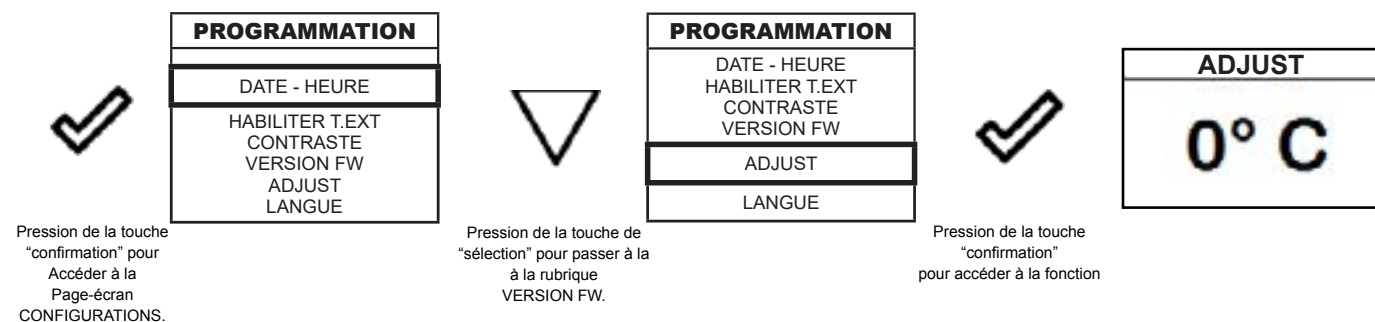 PROGRAMMATION
DATE - HEURE
HABILITER T.EXT
CONTRASTE
VERSION FW
ADJUST
LANGUE
Pression de la touche
“confirmation” pour
Accéder à la
Page-écran
CONFIGURATIONS.
Pression de la touche de
“sélection” pour passer à la
à la rubrique
VERSION FW.
PROGRAMMATION
DATE - HEURE
HABILITER T.EXT
CONTRASTE
VERSION FW
ADJUST
LANGUE
Pression de la touche
“confirmation”
pour accéder à la fonction
ADJUST
0° C